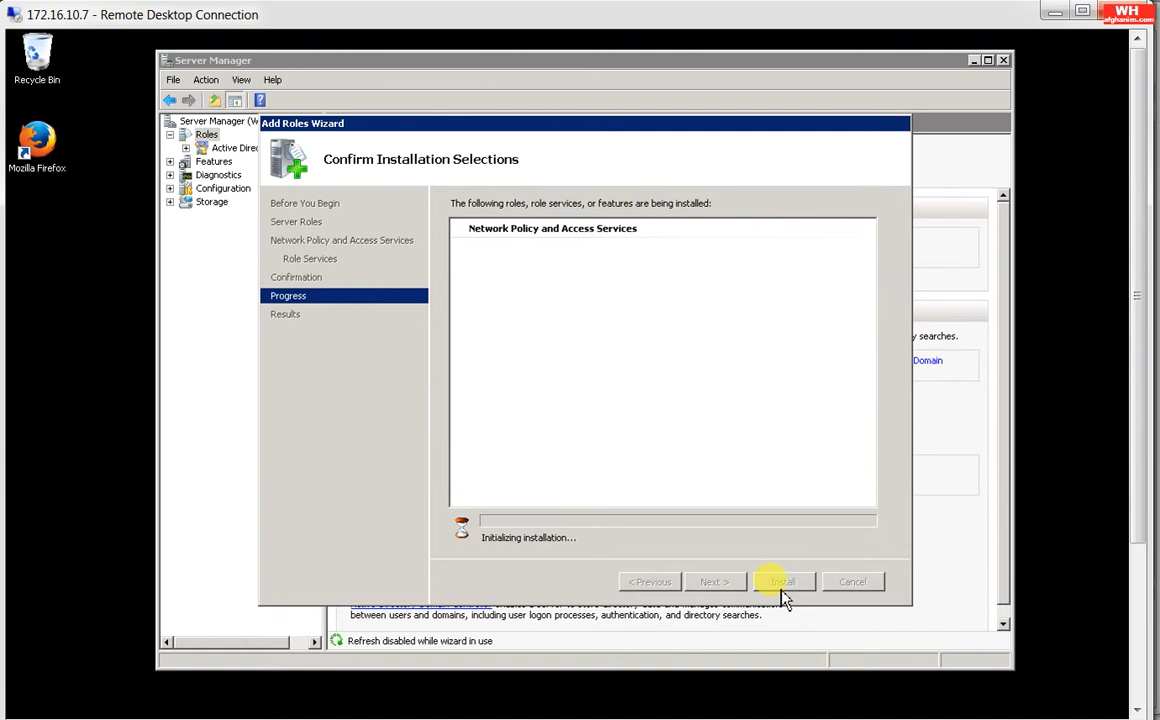 172.16.10.7 - Remote Desktop Connection
WH
afghanim.com
Recycle Bin
Mozilla Firefox
Server Manager
File Action View Help
Server Manager (W
Roles
Active Direc
Features
Diagnostics
Configuration
Storage
Add Roles Wizard
Confirm Installation Selections
Before You Begin
Server Roles
Network Policy and Access Services
Role Services
Confirmation
Progress
Results
The following roles, role services, or features are being installed:
Network Policy and Access Services
Initializing installation...
< Previous Next > Install Cancel
y searches.
Domain
between users and domains, including user logon processes, authentication, and directory searches.
Refresh disabled while wizard in use